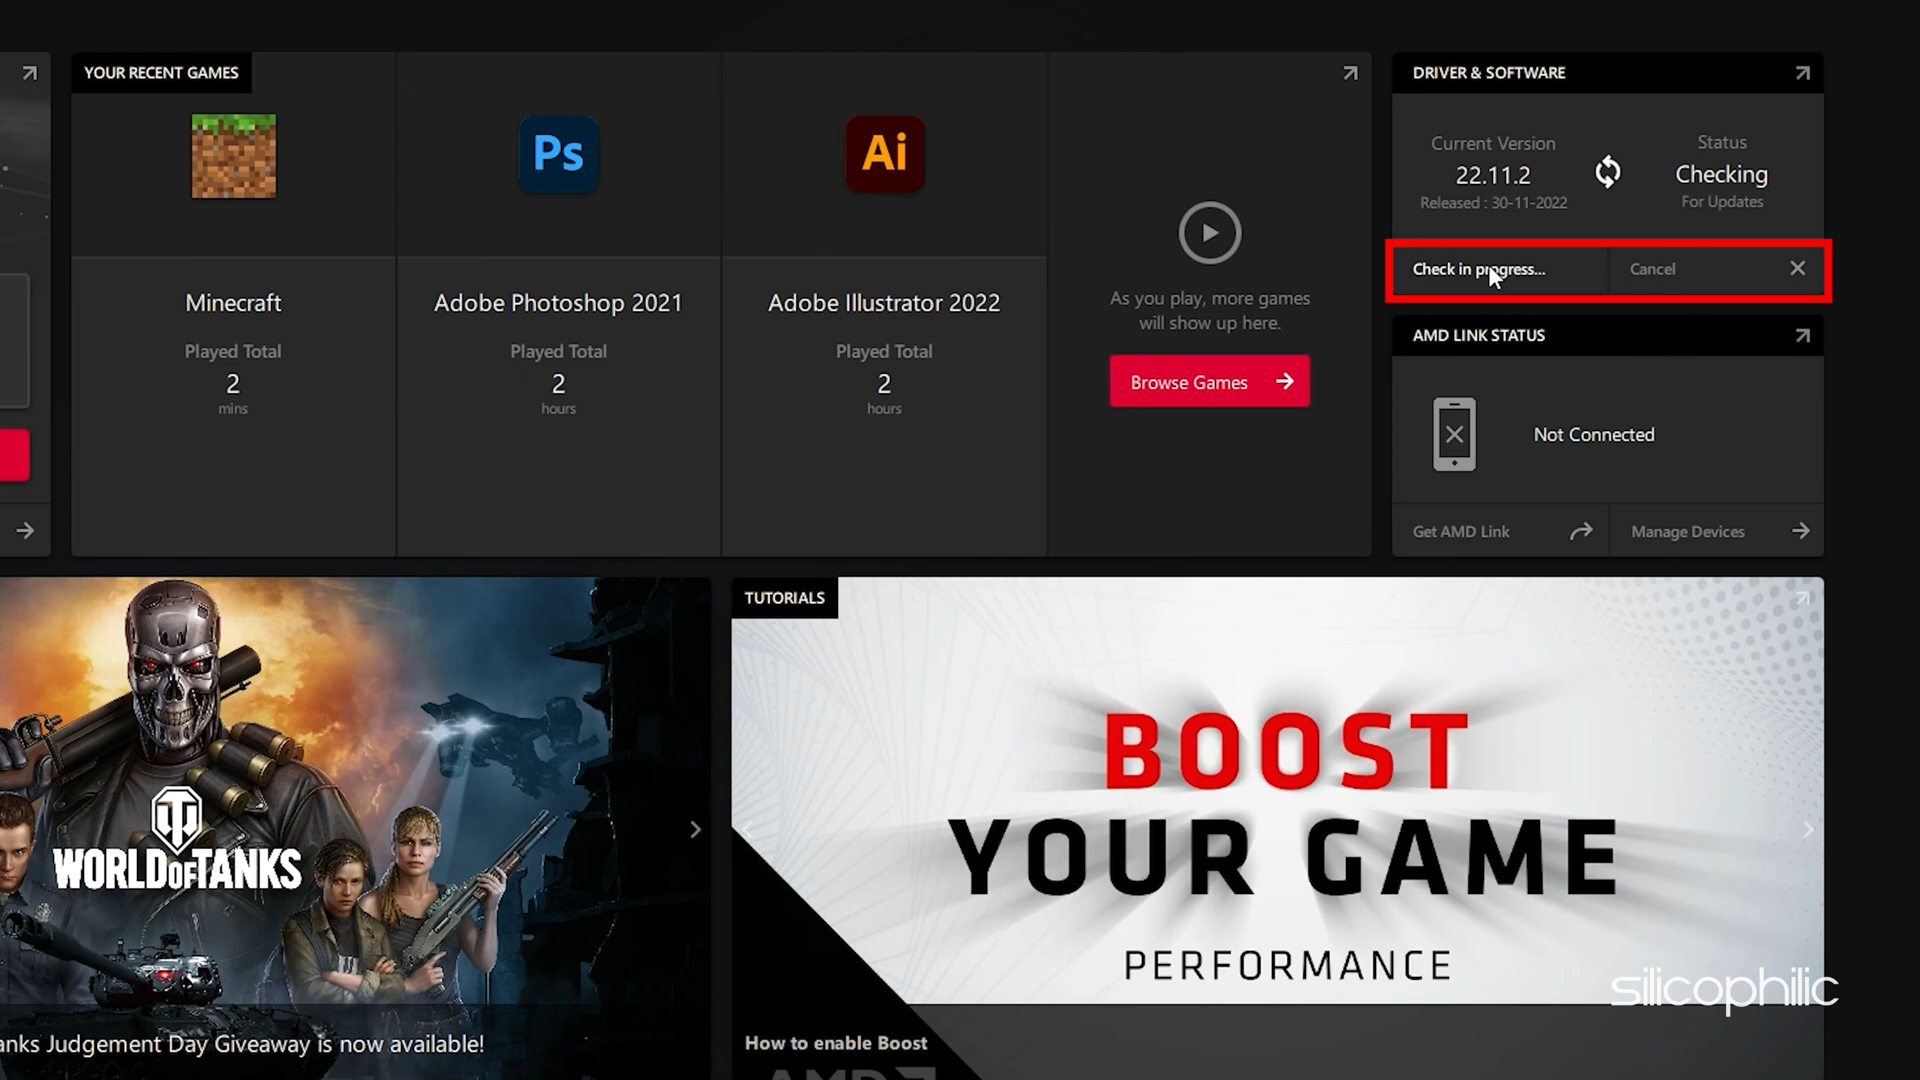 YOUR RECENT GAMES
Ps
Ai
Minecraft
Played Total
2
mins
Adobe Photoshop 2021
Played Total
2
hours
Adobe Illustrator 2022
Played Total
2
hours
As you play, more games
will show up here.
Browse Games
DRIVER & SOFTWARE
Current Version
22.11.2
Released : 30-11-2022
Status
Checking
For Updates
Check in progress...
Cancel
AMD LINK STATUS
Not Connected
Get AMD Link
Manage Devices
WORLD OF TANKS
anks Judgement Day Giveaway is now available!
TUTORIALS
BOOST
YOUR GAME
PERFORMANCE
How to enable Boost
AMD
silicophilic